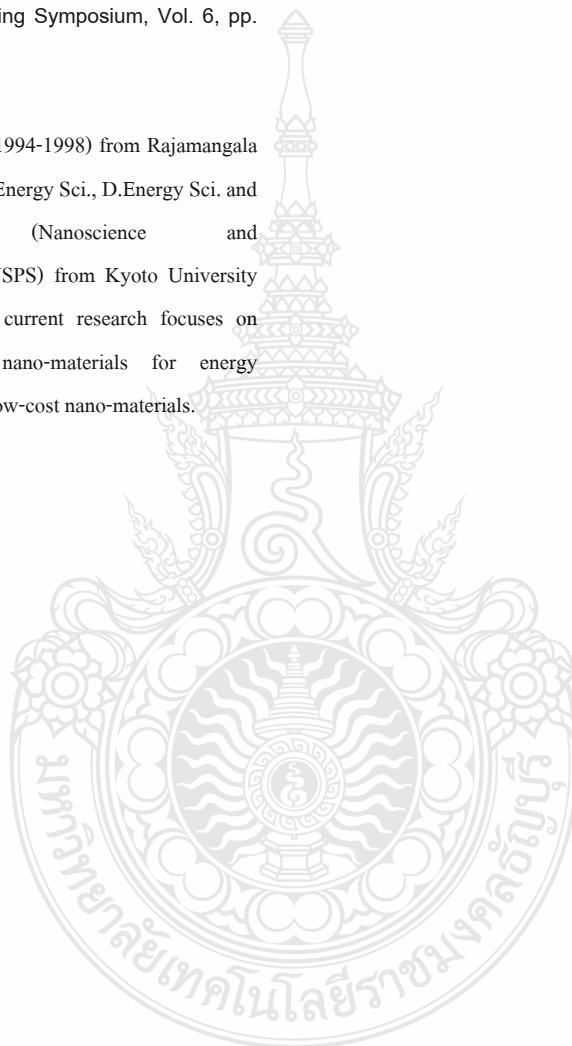 ing Symposium, Vol. 6, pp.
1994-1998) from Rajamangala
Energy Sci., D.Energy Sci. and
(Nanoscience and
JSPS) from Kyoto University
current research focuses on
nano-materials for energy
ow-cost nano-materials.
มหาวิทยาลัยเทคโนโลยีราชมงคลธัญบุรี